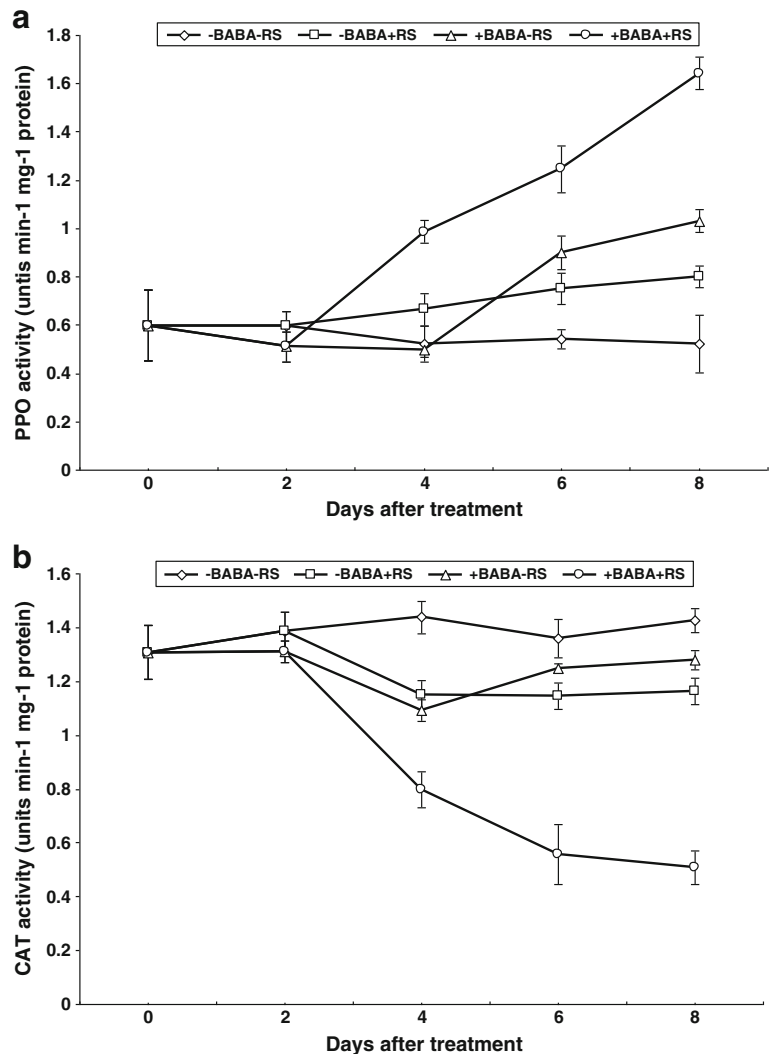 a
-BABA-RS -BABA+RS +BABA-RS +BABA+RS
PPO activity (untis min-1 mg-1 protein)
1.8
1.6
1.4
1.2
1
0.8
0.6
0.4
0.2
0
0 2 4 6 8
Days after treatment
b
-BABA-RS -BABA+RS +BABA-RS +BABA+RS
CAT activity (units min-1 mg-1 protein)
1.6
1.4
1.2
1
0.8
0.6
0.4
0.2
0
0 2 4 6 8
Days after treatment